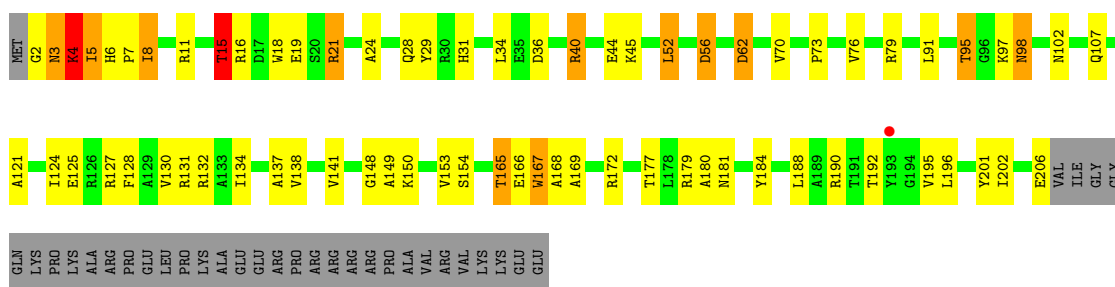 MET G2 N3 K4 I5 H6 P7 I8 R11 T15 R16 D17 W18 E19 S20 R21 A24 Q28 Y29 R30 H31 L34 E35 D36 R40 E44 K45 L52 D56 D62 V70 P73 V76 R79 L91 T95 G96 K97 N98 N102 Q107
A121 I124 E125 R126 R127 F128 A129 V130 R131 R132 A133 I134 A137 V138 V141 G148 A149 K150 V153 S154 T165 E166 W167 A168 A169 R172 T177 L178 R179 A180 N181 Y184 L188 A189 R190 T191 T192 Y193 G194 V195 L196 Y201 I202 E206 VAL ILE GLY GLY
GLN LYS PRO LYS ALA ARG PRO GLU LEU PRO LYS ALA GLU GLU ARG PRO ARG ARG ARG ARG PRO ALA VAL ARG VAL LYS LYS GLU GLU